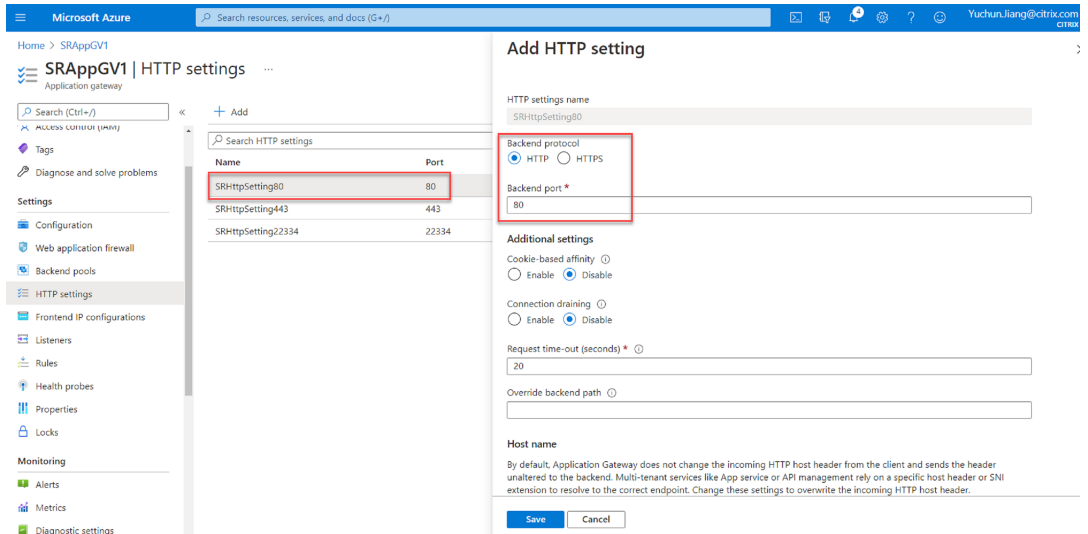 Microsoft Azure
Search resources, services, and docs (G+/)
4
Yuchun.Jiang@citrix.com
CITRIX
Home > SRAppGV1
SRAppGV1 | HTTP settings ...
Application gateway
Search (Ctrl+/)
«
Access control (IAM)
Tags
Diagnose and solve problems
Settings
Configuration
Web application firewall
Backend pools
HTTP settings
Frontend IP configurations
Listeners
Rules
Health probes
Properties
Locks
Monitoring
Alerts
Metrics
Diagnostic settings
+ Add
Search HTTP settings
Name Port
SRHttpSetting80 80
SRHttpSetting443 443
SRHttpSetting22334 22334
Add HTTP setting
HTTP settings name
SRHttpSetting80
Backend protocol
HTTP HTTPS
Backend port *
80
Additional settings
Cookie-based affinity
Enable Disable
Connection draining
Enable Disable
Request time-out (seconds) *
20
Override backend path
Host name
By default, Application Gateway does not change the incoming HTTP host header from the client and sends the header
unaltered to the backend. Multi-tenant services like App service or API management rely on a specific host header or SNI
extension to resolve to the correct endpoint. Change these settings to overwrite the incoming HTTP host header.
Save Cancel